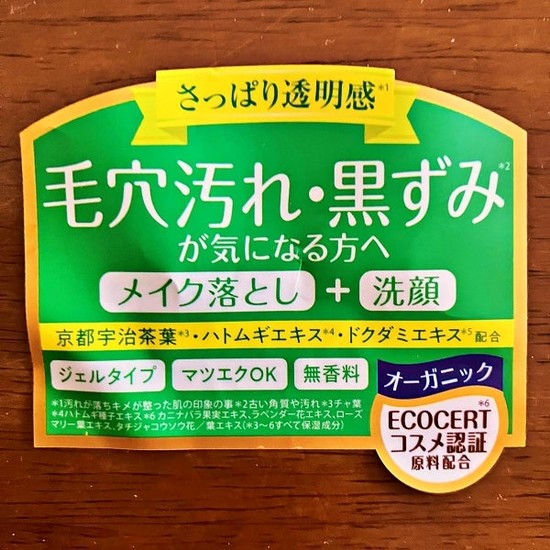 さっぱり透明感*1
毛穴汚れ・黒ずみ*2
が気になる方へ
メイク落とし + 洗顔
京都宇治茶葉*3・ハトムギエキス*4・ドクダミエキス*5配合
ジェルタイプ マツエクOK 無香料
オーガニック
*6
ECOCERT
コスメ認証
原料配合
*1汚れが落ちキメが整った肌の印象の事*2古い角質や汚れ*3チャ葉
*4ハトムギ種子エキス*6カニナバラ果実エキス,ラベンダー花エキス,ローズ
マリー葉エキス,タチジャコウソウ花/葉エキス(*3〜6すべて保湿成分)